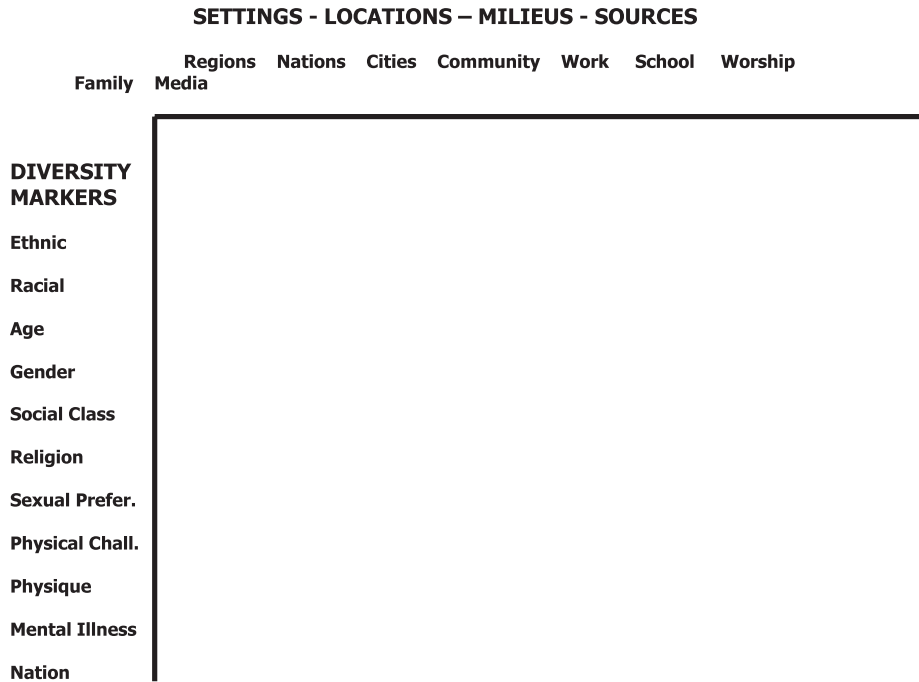 SETTINGS - LOCATIONS – MILIEUS - SOURCES
Regions Nations Cities Community Work School Worship
Family Media
DIVERSITY
MARKERS
Ethnic
Racial
Age
Gender
Social Class
Religion
Sexual Prefer.
Physical Chall.
Physique
Mental Illness
Nation